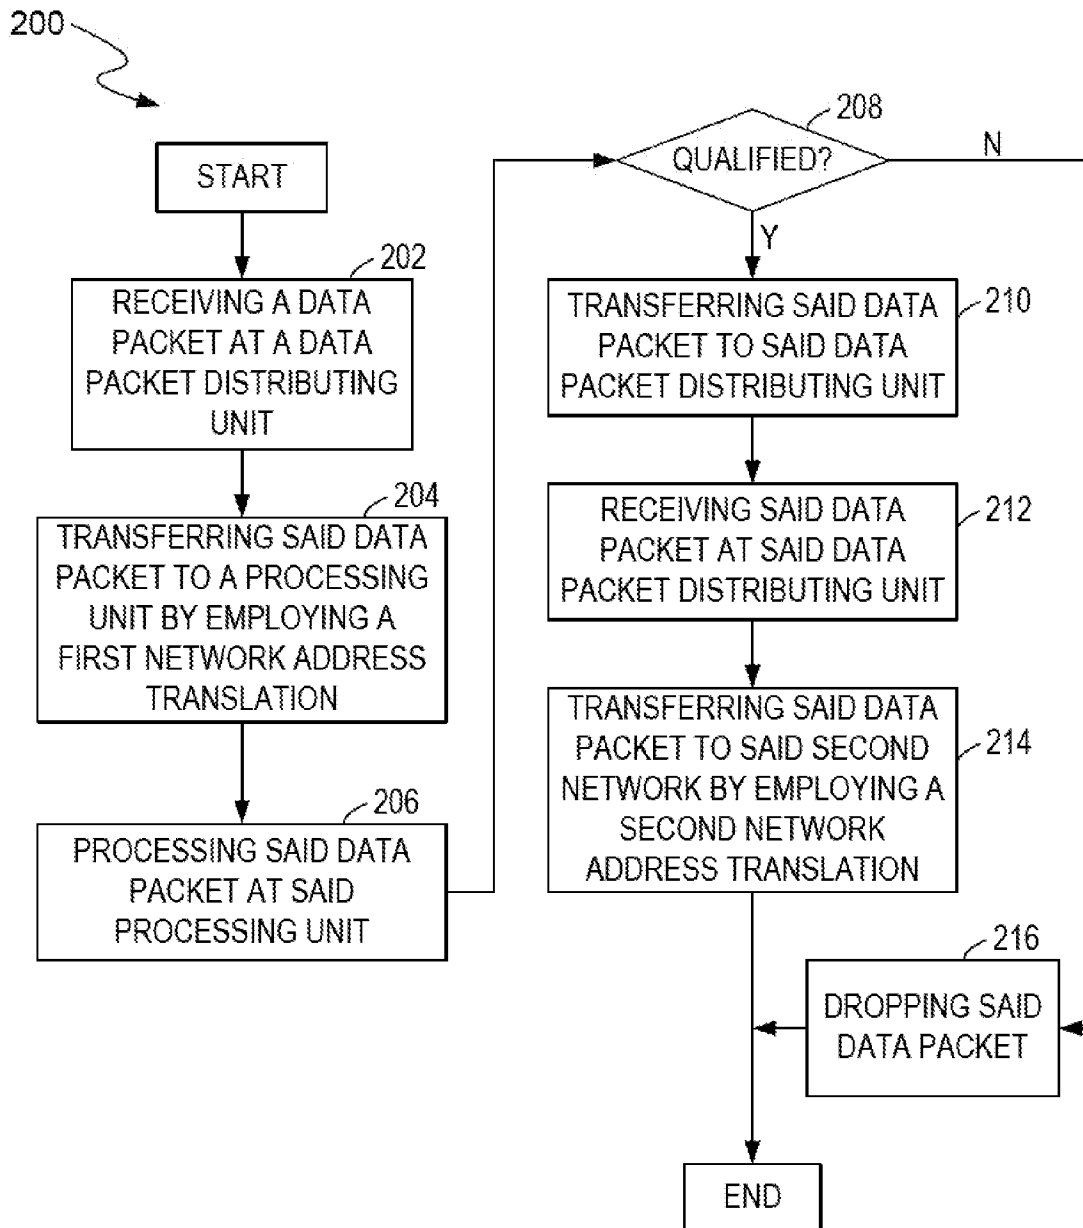 200
START
202
RECEIVING A DATA
PACKET AT A DATA
PACKET DISTRIBUTING
UNIT
204
TRANSFERRING SAID DATA
PACKET TO A PROCESSING
UNIT BY EMPLOYING A
FIRST NETWORK ADDRESS
TRANSLATION
206
PROCESSING SAID DATA
PACKET AT SAID
PROCESSING UNIT
208
QUALIFIED?
N
Y
210
TRANSFERRING SAID DATA
PACKET TO SAID DATA
PACKET DISTRIBUTING UNIT
212
RECEIVING SAID DATA
PACKET AT SAID DATA
PACKET DISTRIBUTING UNIT
214
TRANSFERRING SAID DATA
PACKET TO SAID SECOND
NETWORK BY EMPLOYING A
SECOND NETWORK
ADDRESS TRANSLATION
216
DROPPING SAID
DATA PACKET
END